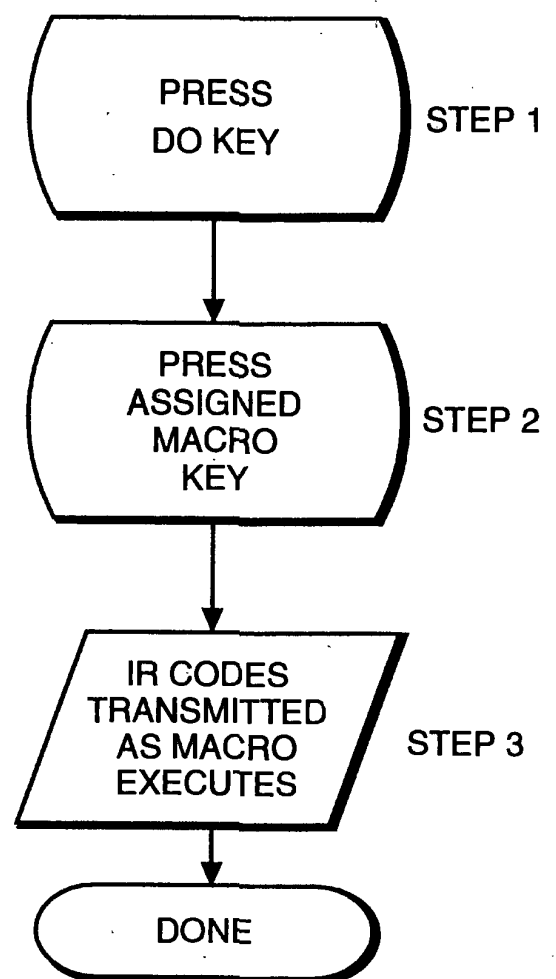 PRESS
DO KEY
STEP 1
PRESS
ASSIGNED
MACRO
KEY
STEP 2
IR CODES
TRANSMITTED
AS MACRO
EXECUTES
STEP 3
DONE